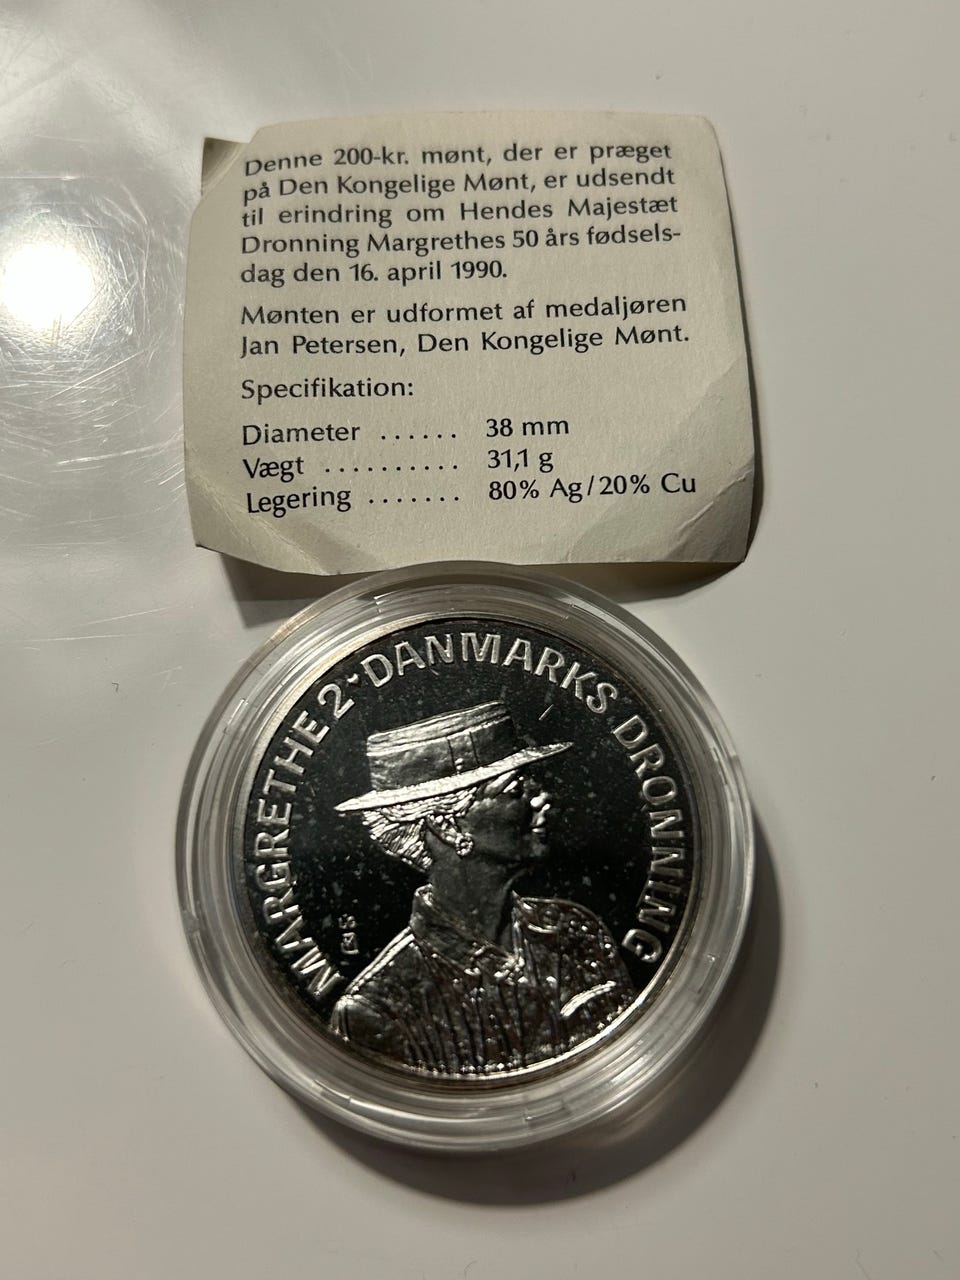 Denne 200-kr. mønt, der er præget
på Den Kongelige Mønt, er udsendt
til erindring om Hendes Majestæt
Dronning Margrethes 50 års fødsels-
dag den 16. april 1990.
Mønten er udformet af medaljøren
Jan Petersen, Den Kongelige Mønt.
Specifikation:
Diameter ...... 38 mm
Vægt .......... 31,1 g
Legering ....... 80% Ag/20% Cu
MARGRETHE 2 DANMARKS DRONNING